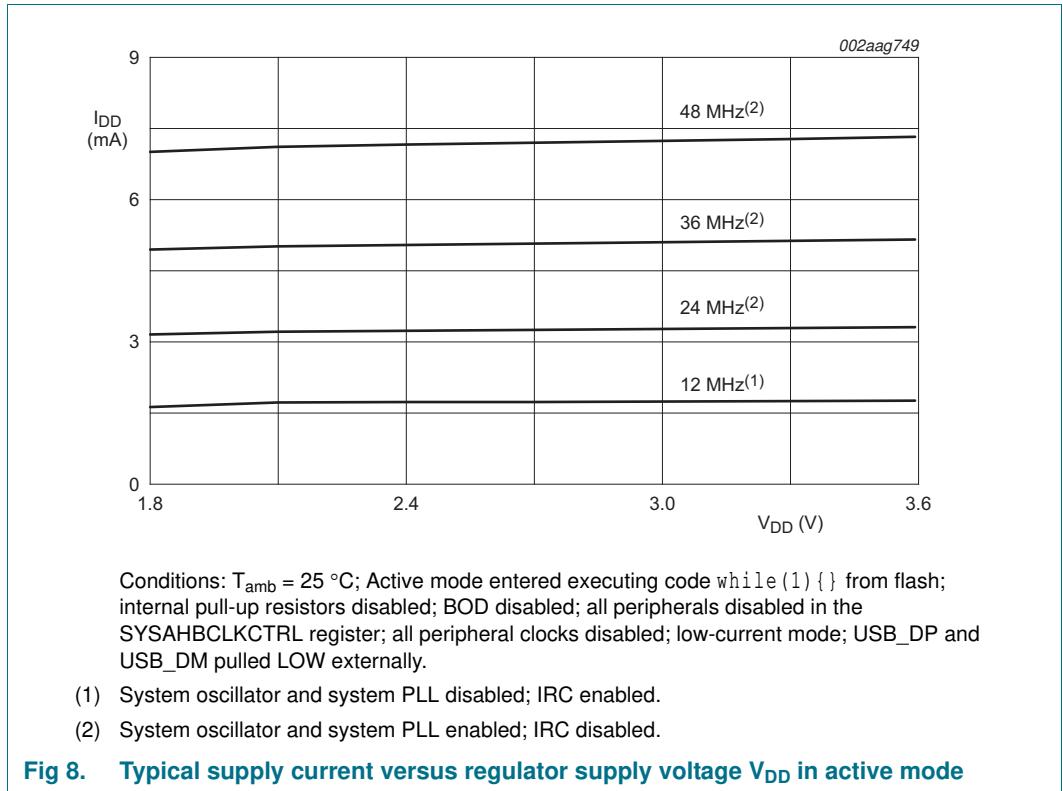 002aag749
9
I_DD
(mA)
48 MHz(2)
6
36 MHz(2)
24 MHz(2)
3
12 MHz(1)
0
1.8 2.4 3.0 3.6
V_DD (V)
Conditions: T_amb = 25 °C; Active mode entered executing code while(1){} from flash;
internal pull-up resistors disabled; BOD disabled; all peripherals disabled in the
SYSAHBCLKCTRL register; all peripheral clocks disabled; low-current mode; USB_DP and
USB_DM pulled LOW externally.
(1) System oscillator and system PLL disabled; IRC enabled.
(2) System oscillator and system PLL enabled; IRC disabled.
Fig 8. Typical supply current versus regulator supply voltage V_DD in active mode